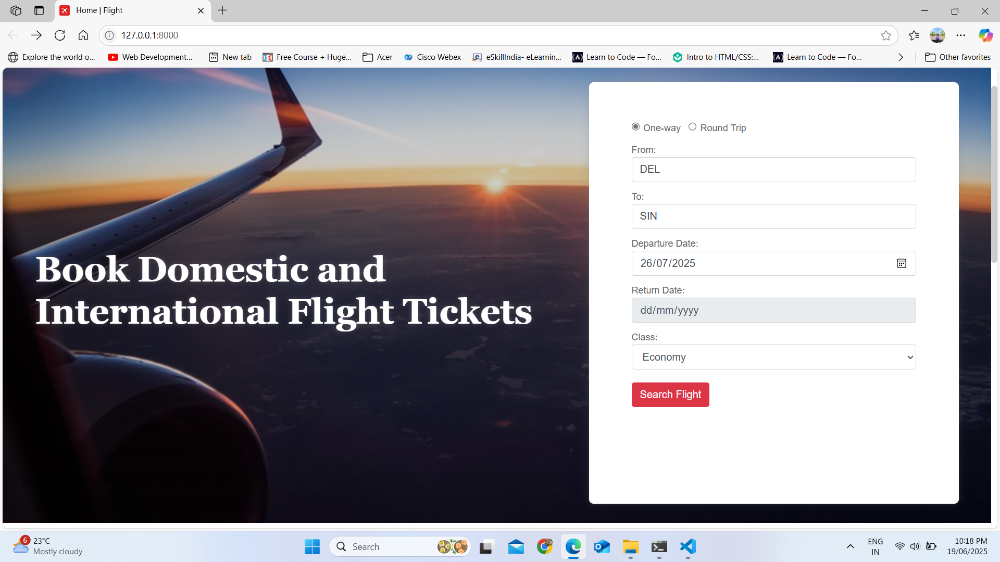 Home | Flight
127.0.0.1:8000
Explore the world o...
Web Development...
New tab
Free Course + Huge...
Acer
Cisco Webex
eSkillIndia- eLearnin...
Learn to Code — Fo...
Intro to HTML/CSS:...
Learn to Code — Fo...
Other favorites
Book Domestic and
International Flight Tickets
One-way Round Trip
From:
DEL
To:
SIN
Departure Date:
26/07/2025
Return Date:
dd/mm/yyyy
Class:
Economy
Search Flight
6
23°C
Mostly cloudy
Search
ENG
IN
10:18 PM
19/06/2025